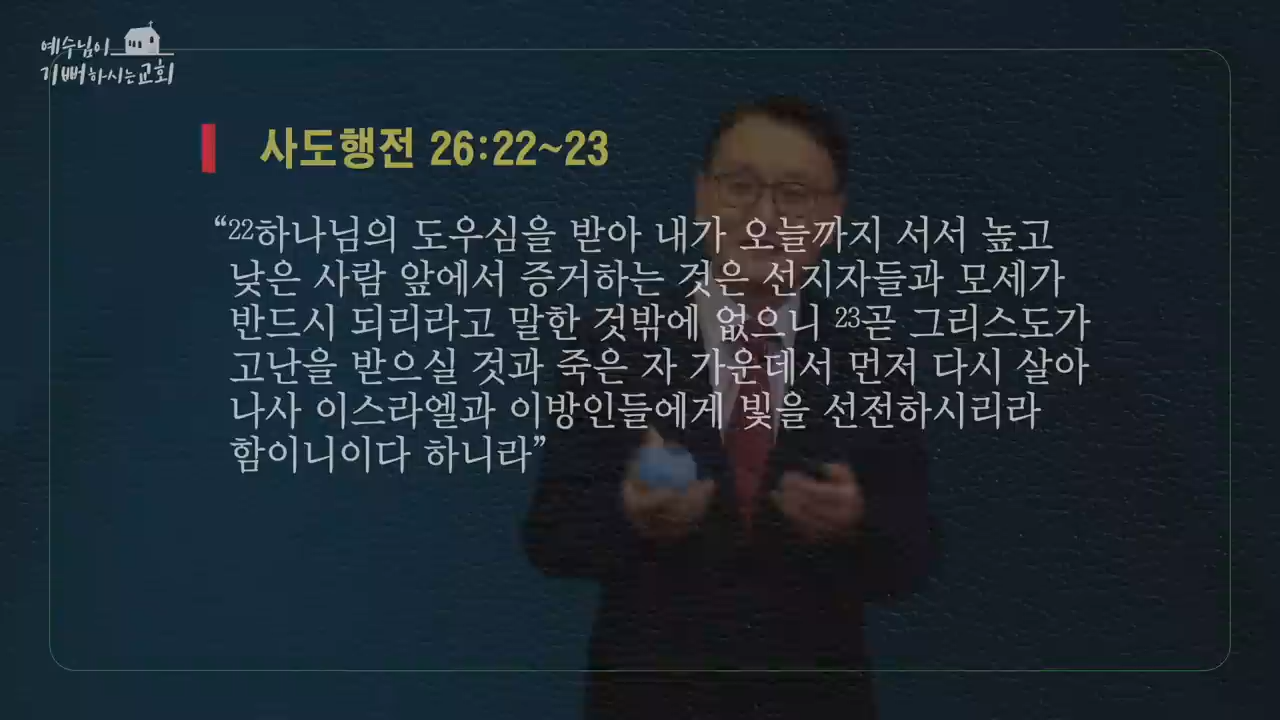 예수님이
기뻐하시는교회
사도행전 26:22~23
“22하나님의 도우심을 받아 내가 오늘까지 서서 높고
낮은 사람 앞에서 증거하는 것은 선지자들과 모세가
반드시 되리라고 말한 것밖에 없으니 23곧 그리스도가
고난을 받으실 것과 죽은 자 가운데서 먼저 다시 살아
나사 이스라엘과 이방인들에게 빛을 선전하시리라
함이니이다 하니라”